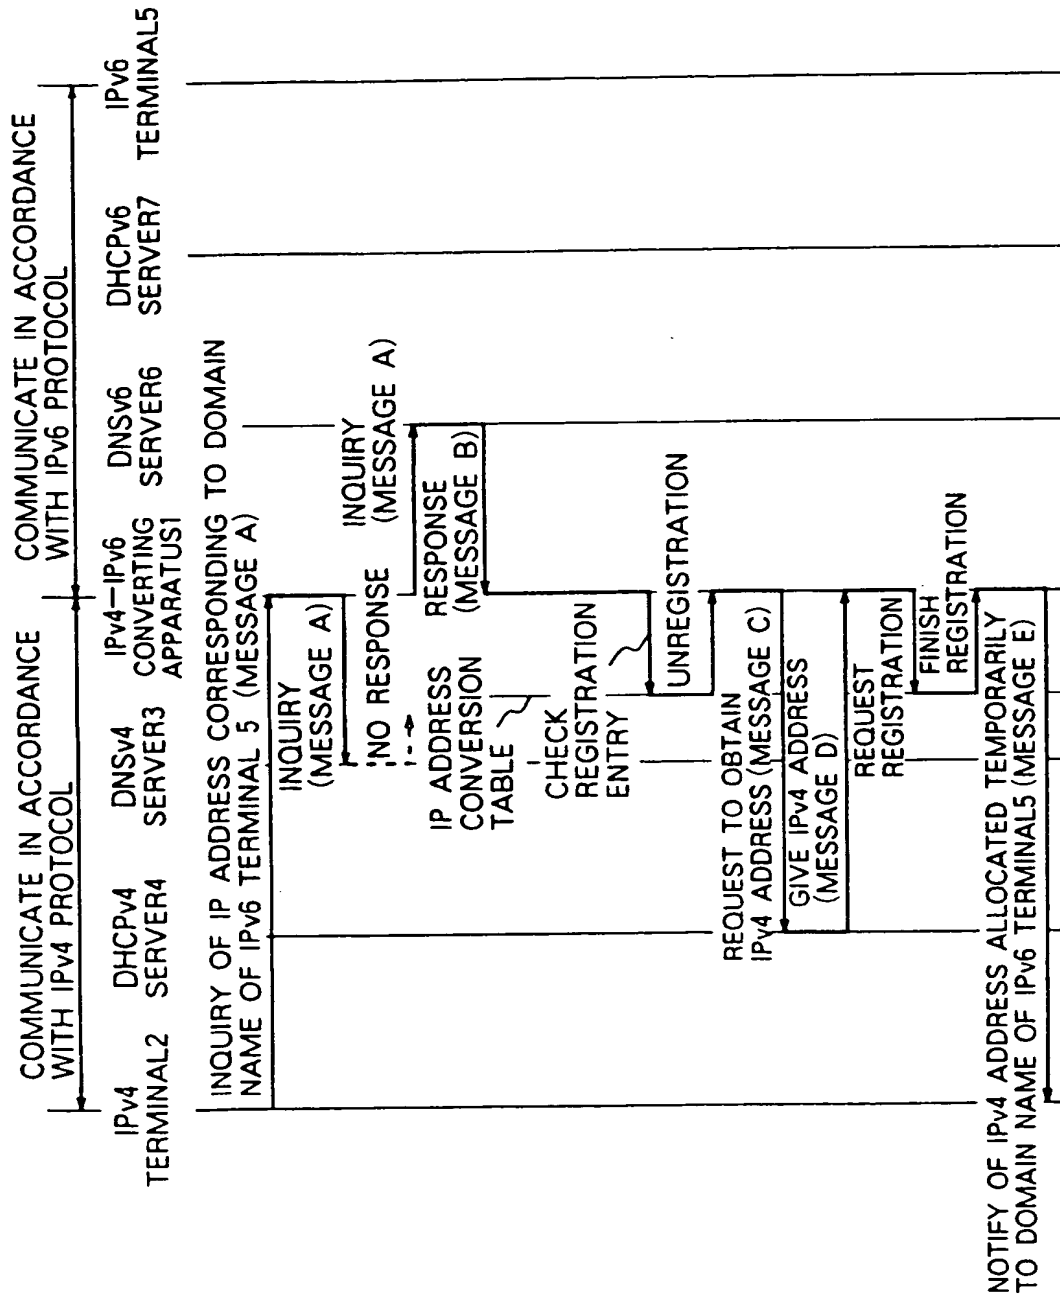 COMMUNICATE IN ACCORDANCE
WITH IPv4 PROTOCOL
COMMUNICATE IN ACCORDANCE
WITH IPv6 PROTOCOL
IPv4
TERMINAL2
DHCPv4
SERVER4
DNSv4
SERVER3
IPv4-IPv6
CONVERTING
APPARATUS1
DNSv6
SERVER6
DHCPv6
SERVER7
IPv6
TERMINAL5
INQUIRY OF IP ADDRESS CORRESPONDING TO DOMAIN
NAME OF IPv6 TERMINAL 5 (MESSAGE A)
INQUIRY
(MESSAGE A)
NO RESPONSE
INQUIRY
(MESSAGE A)
RESPONSE
(MESSAGE B)
IP ADDRESS
CONVERSION
TABLE
CHECK
REGISTRATION
ENTRY
UNREGISTRATION
REQUEST TO OBTAIN
IPv4 ADDRESS (MESSAGE C)
GIVE IPv4 ADDRESS
(MESSAGE D)
REQUEST
REGISTRATION
FINISH
REGISTRATION
NOTIFY OF IPv4 ADDRESS ALLOCATED TEMPORARILY
TO DOMAIN NAME OF IPv6 TERMINAL5 (MESSAGE E)